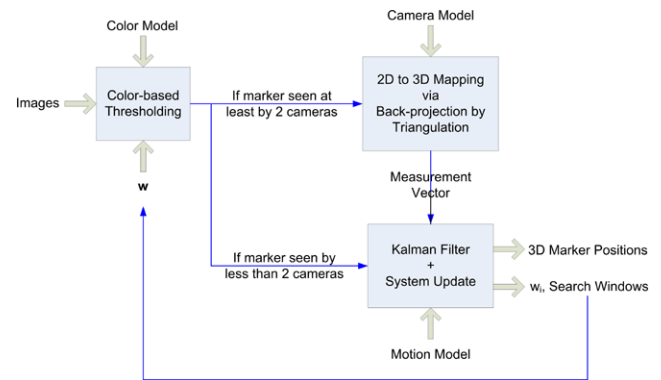 Color Model
Camera Model
Images
Color-based
Thresholding
If marker seen at
least by 2 cameras
2D to 3D Mapping
via
Back-projection by
Triangulation
w
Measurement
Vector
If marker seen by
less than 2 cameras
Kalman Filter
+
System Update
3D Marker Positions
wi, Search Windows
Motion Model